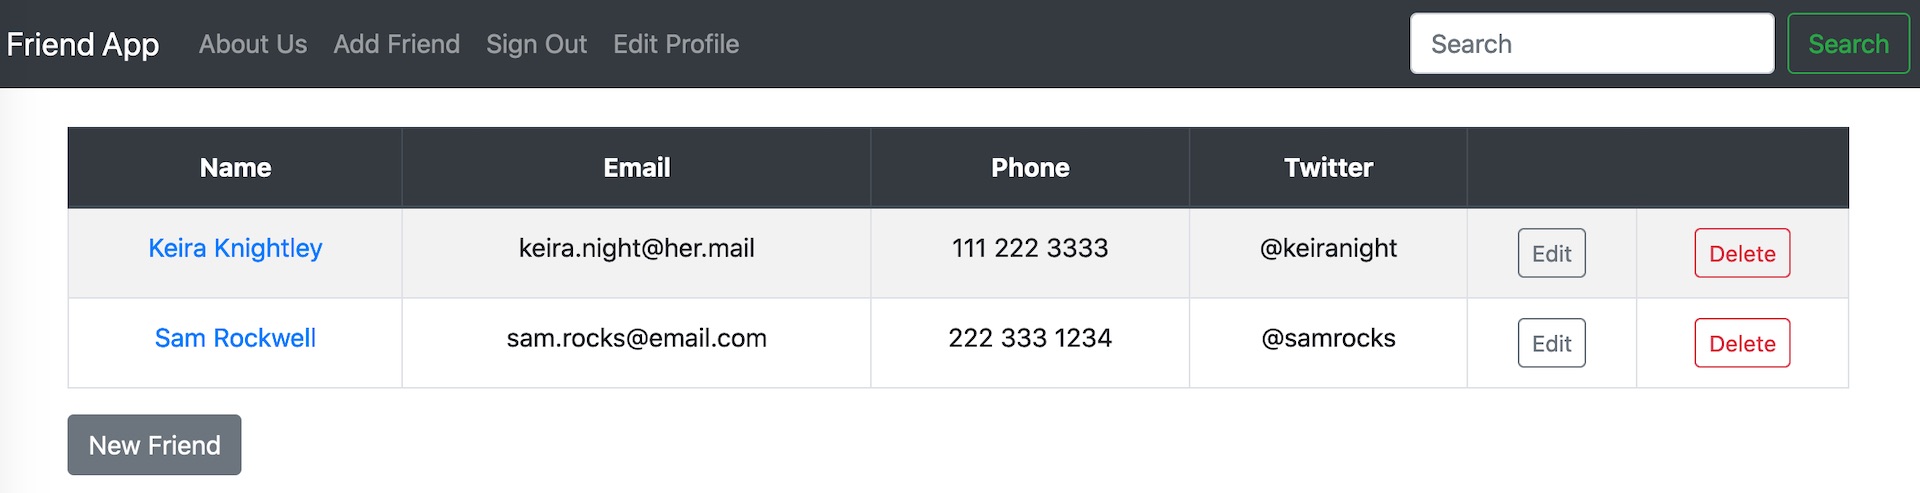 Friend App About Us Add Friend Sign Out Edit Profile Search Search
Name Email Phone Twitter
Keira Knightley keira.night@her.mail 111 222 3333 @keiranight Edit Delete
Sam Rockwell sam.rocks@email.com 222 333 1234 @samrocks Edit Delete
New Friend